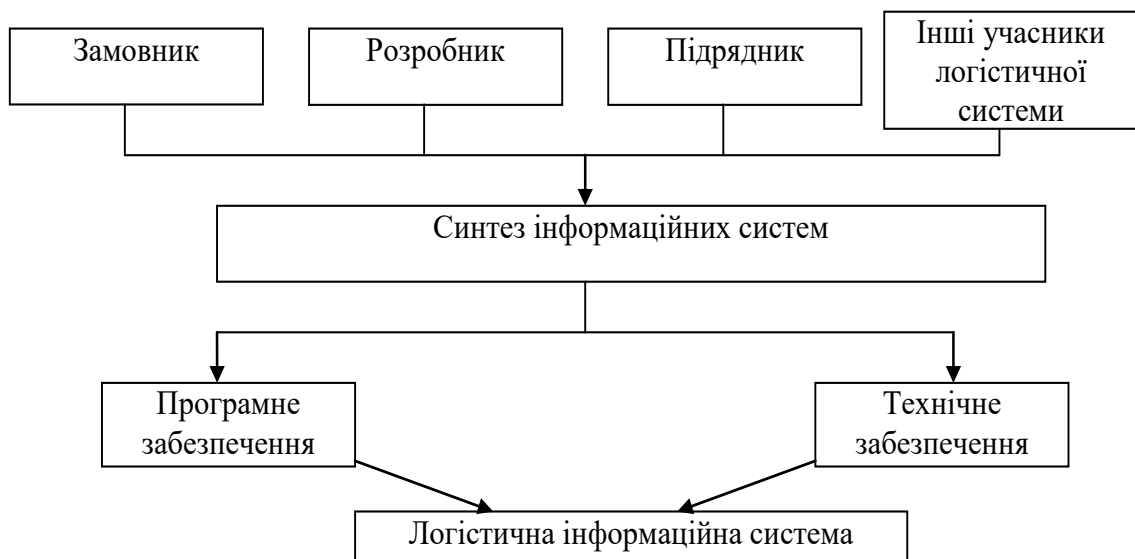 Замовник
Розробник
Підрядник
Інші учасники
логістичної
системи
Синтез інформаційних систем
Програмне
забезпечення
Технічне
забезпечення
Логістична інформаційна система